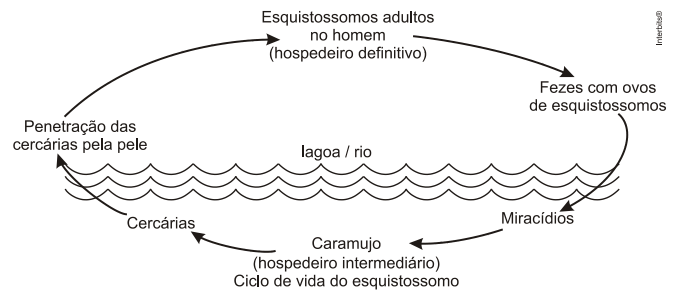 Esquistossomos adultos
no homem
(hospedeiro definitivo)
Interbits®
Fezes com ovos
de esquistossomos
Penetração das
cercárias pela pele
lagoa / rio
Miracídios
Cercárias
Caramujo
(hospedeiro intermediário)
Ciclo de vida do esquistossomo